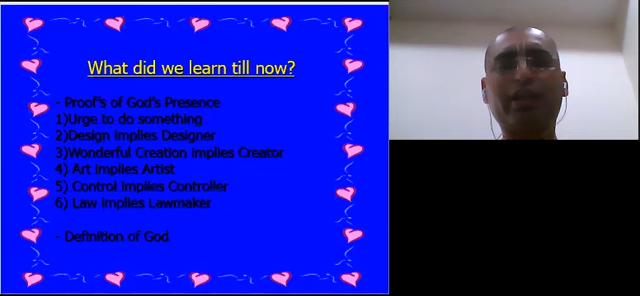 What did we learn till now?
- Proof's of God's Presence
1)Urge to do something
2)Design implies Designer
3)Wonderful Creation implies Creator
4) Art implies Artist
5) Control implies Controller
6) Law implies Lawmaker
- Definition of God